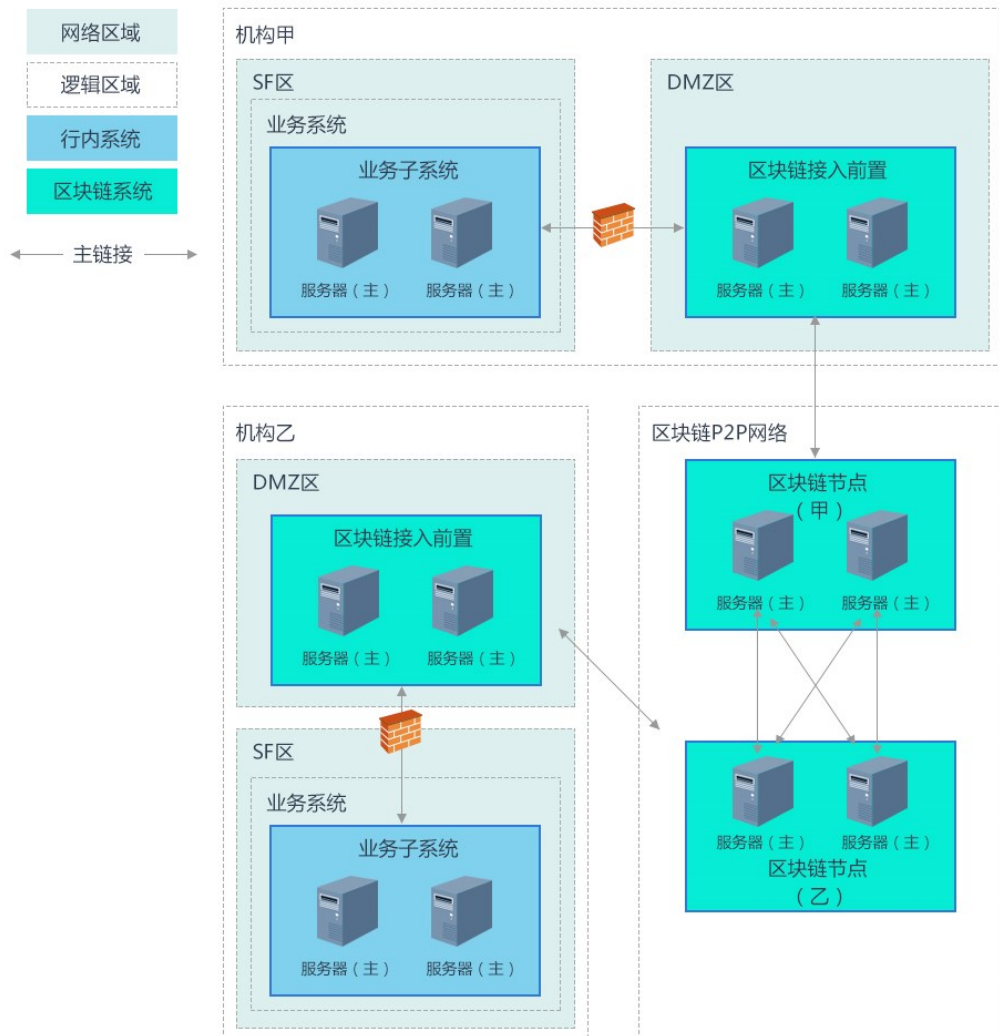 网络区域
逻辑区域
行内系统
区块链系统
主链接
机构甲
SF区
业务系统
业务子系统
服务器（主）
服务器（主）
DMZ区
区块链接入前置
服务器（主）
服务器（主）
机构乙
DMZ区
区块链接入前置
服务器（主）
服务器（主）
SF区
业务系统
业务子系统
服务器（主）
服务器（主）
区块链P2P网络
区块链节点
（甲）
服务器（主）
服务器（主）
服务器（主）
服务器（主）
区块链节点
（乙）